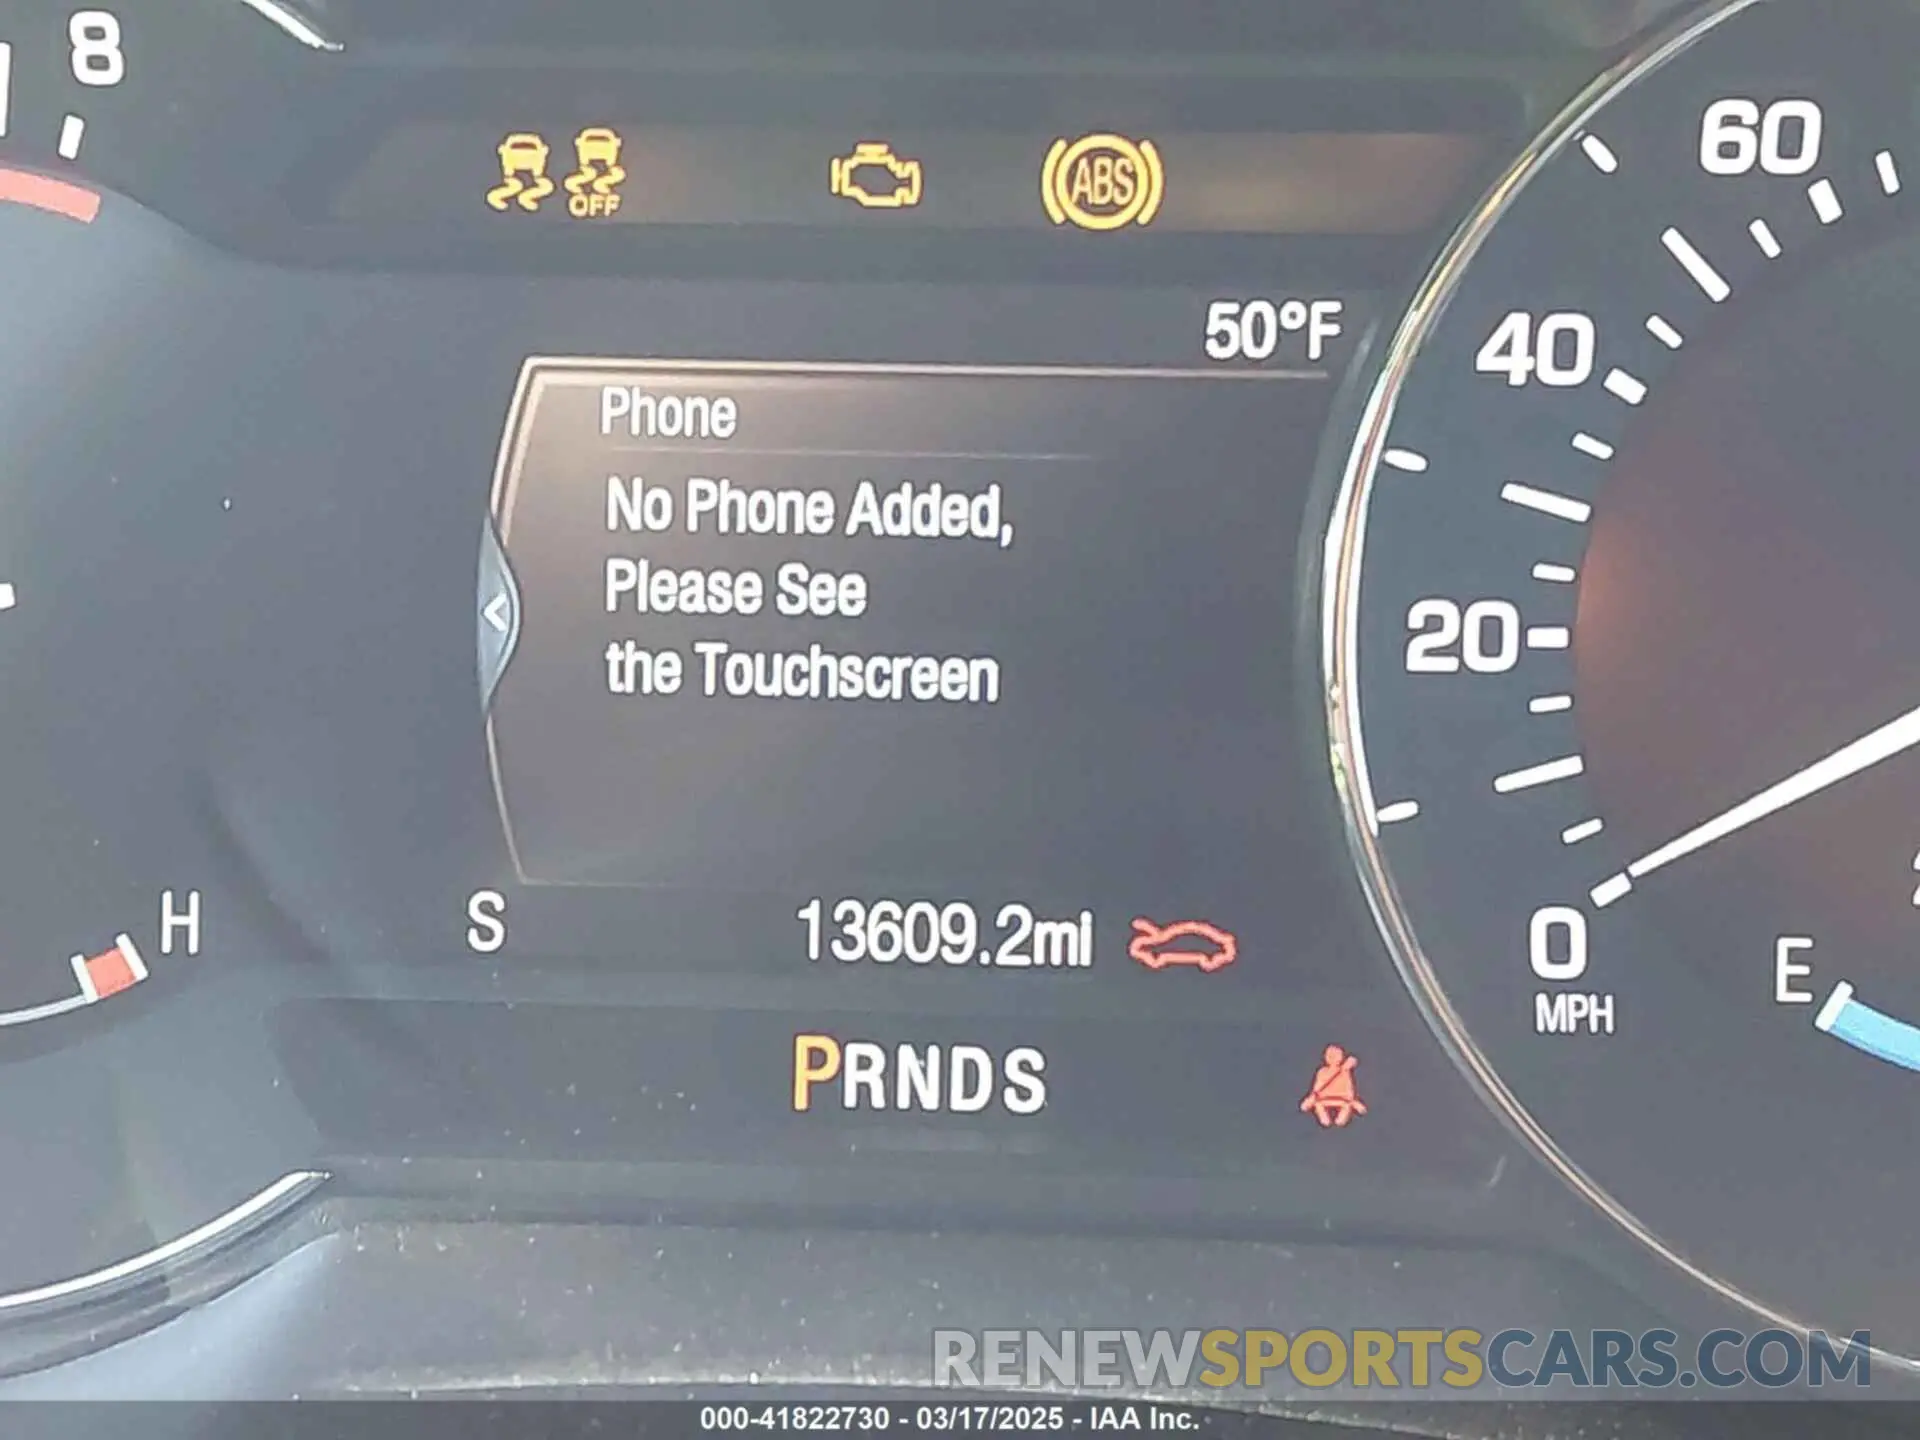 8
60
OFF
ABS
50°F
40
Phone
No Phone Added,
Please See
the Touchscreen
20
H
S
13609.2mi
0
E
MPH
PRNDS
RENEWSPORTSCARS.COM
000-41822730 - 03/17/2025 - IAA Inc.